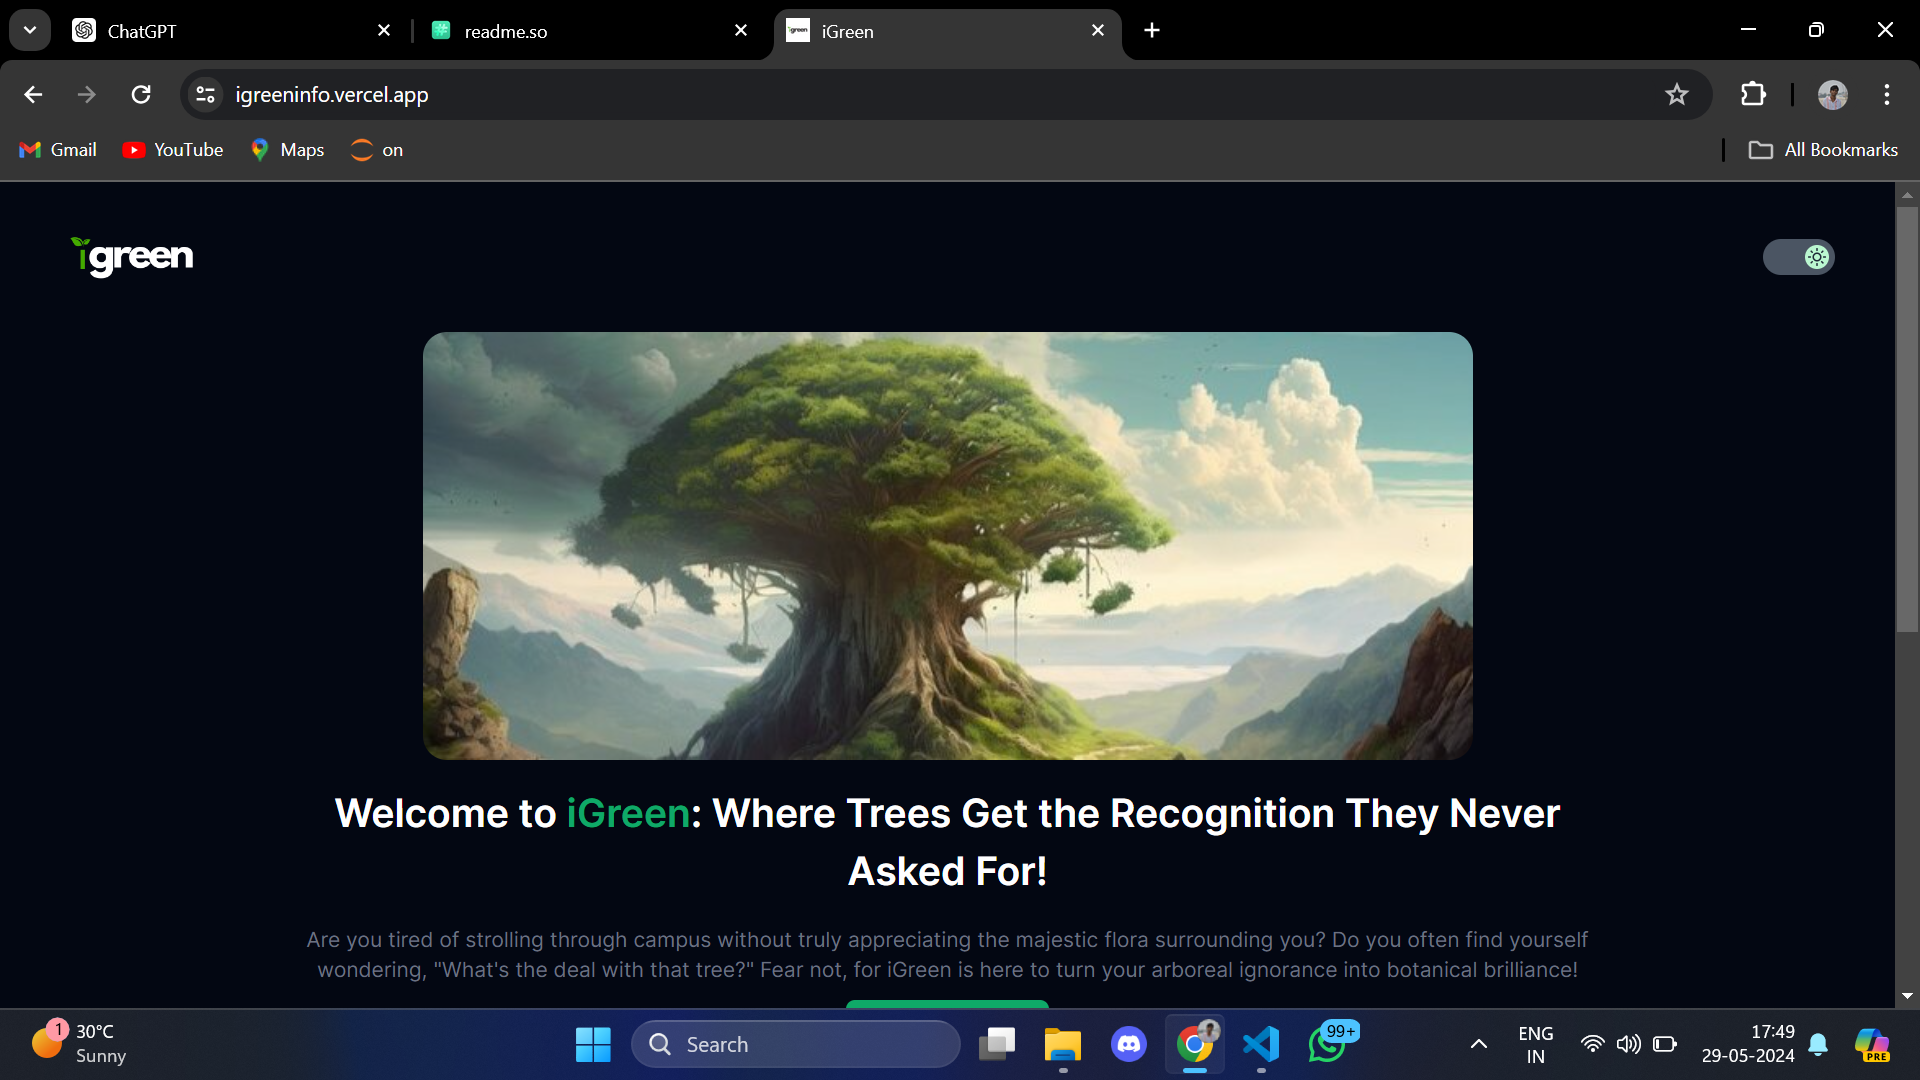 ChatGPT
readme.so
green
iGreen
igreeninfo.vercel.app
Gmail
YouTube
Maps
on
All Bookmarks
igreen
Welcome to iGreen: Where Trees Get the Recognition They Never
Asked For!
Are you tired of strolling through campus without truly appreciating the majestic flora surrounding you? Do you often find yourself
wondering, "What's the deal with that tree?" Fear not, for iGreen is here to turn your arboreal ignorance into botanical brilliance!
1
30°C
Sunny
Search
99+
ENG
IN
17:49
29-05-2024
PRE